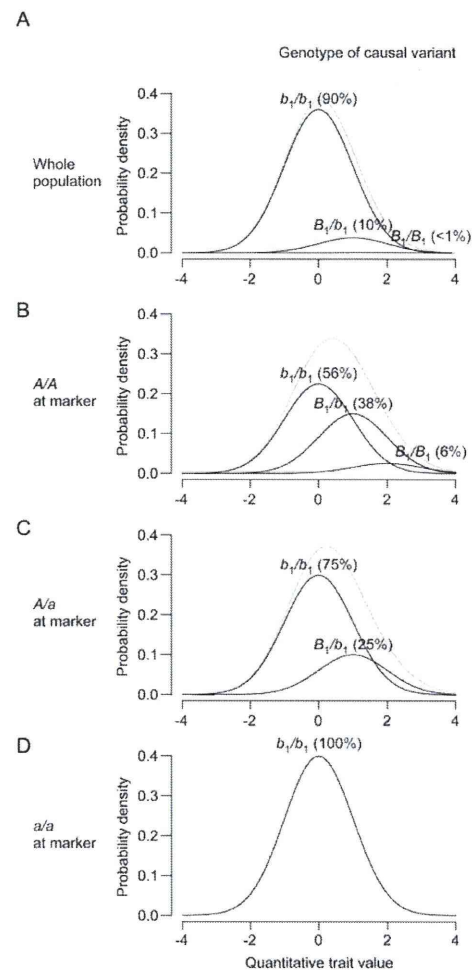 A
Genotype of causal variant
Whole
population
Probability density
0.4
0.3
0.2
0.1
0.0
b₁/b₁ (90%)
B₁/b₁ (10%)
B₁/B₁ (<1%)
-4 -2 0 2 4
B
A/A
at marker
Probability density
0.4
0.3
0.2
0.1
0.0
b₁/b₁ (56%)
B₁/b₁ (38%)
B₁/B₁ (6%)
-4 -2 0 2 4
C
A/a
at marker
Probability density
0.4
0.3
0.2
0.1
0.0
b₁/b₁ (75%)
B₁/b₁ (25%)
-4 -2 0 2 4
D
a/a
at marker
Probability density
0.4
0.3
0.2
0.1
0.0
b₁/b₁ (100%)
-4 -2 0 2 4
Quantitative trait value